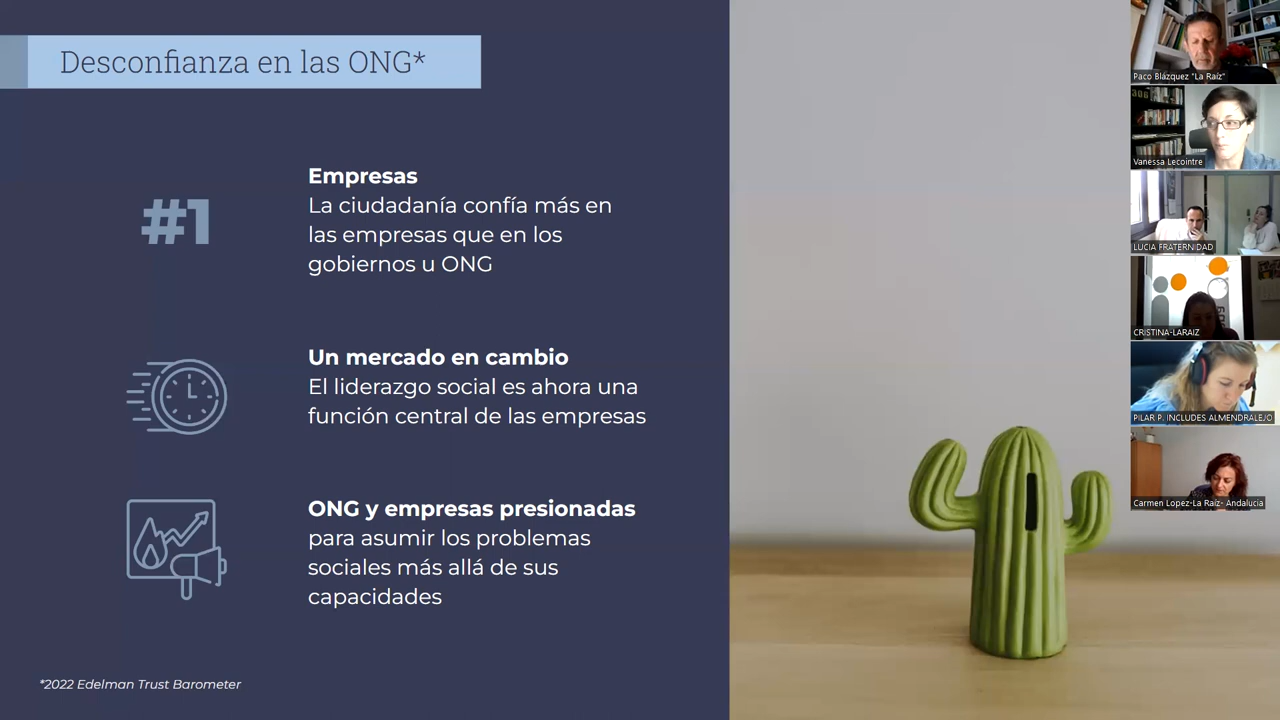 Desconfianza en las ONG*
#1
Empresas
La ciudadanía confía más en
las empresas que en los
gobiernos u ONG
Un mercado en cambio
El liderazgo social es ahora una
función central de las empresas
ONG y empresas presionadas
para asumir los problemas
sociales más allá de sus
capacidades
*2022 Edelman Trust Barometer
Paco Blázquez "La Raíz"
Vanessa Lecointre
LUCIA FRATERNIDAD
CRISTINA-LARAIZ
PILAR P. INCLUDES ALMENDRALEJO
Carmen Lopez-La Raíz- Andalucia